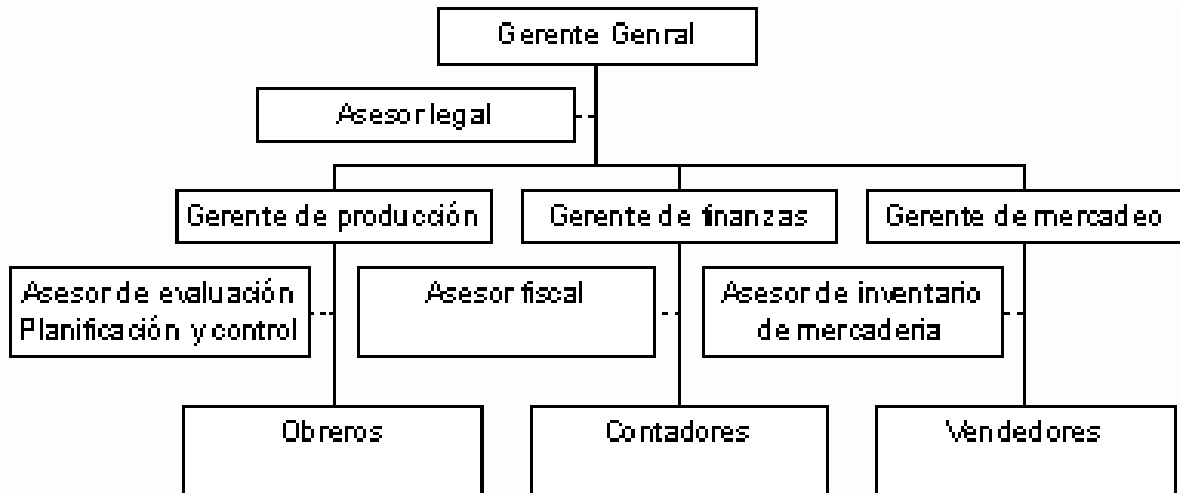 Gerente Genral
Asesor legal
Gerente de producción
Gerente de finanzas
Gerente de mercadeo
Asesor de evaluación
Planificación y control
Asesor fiscal
Asesor de inventario
de mercaderia
Obreros
Contadores
Vendedores